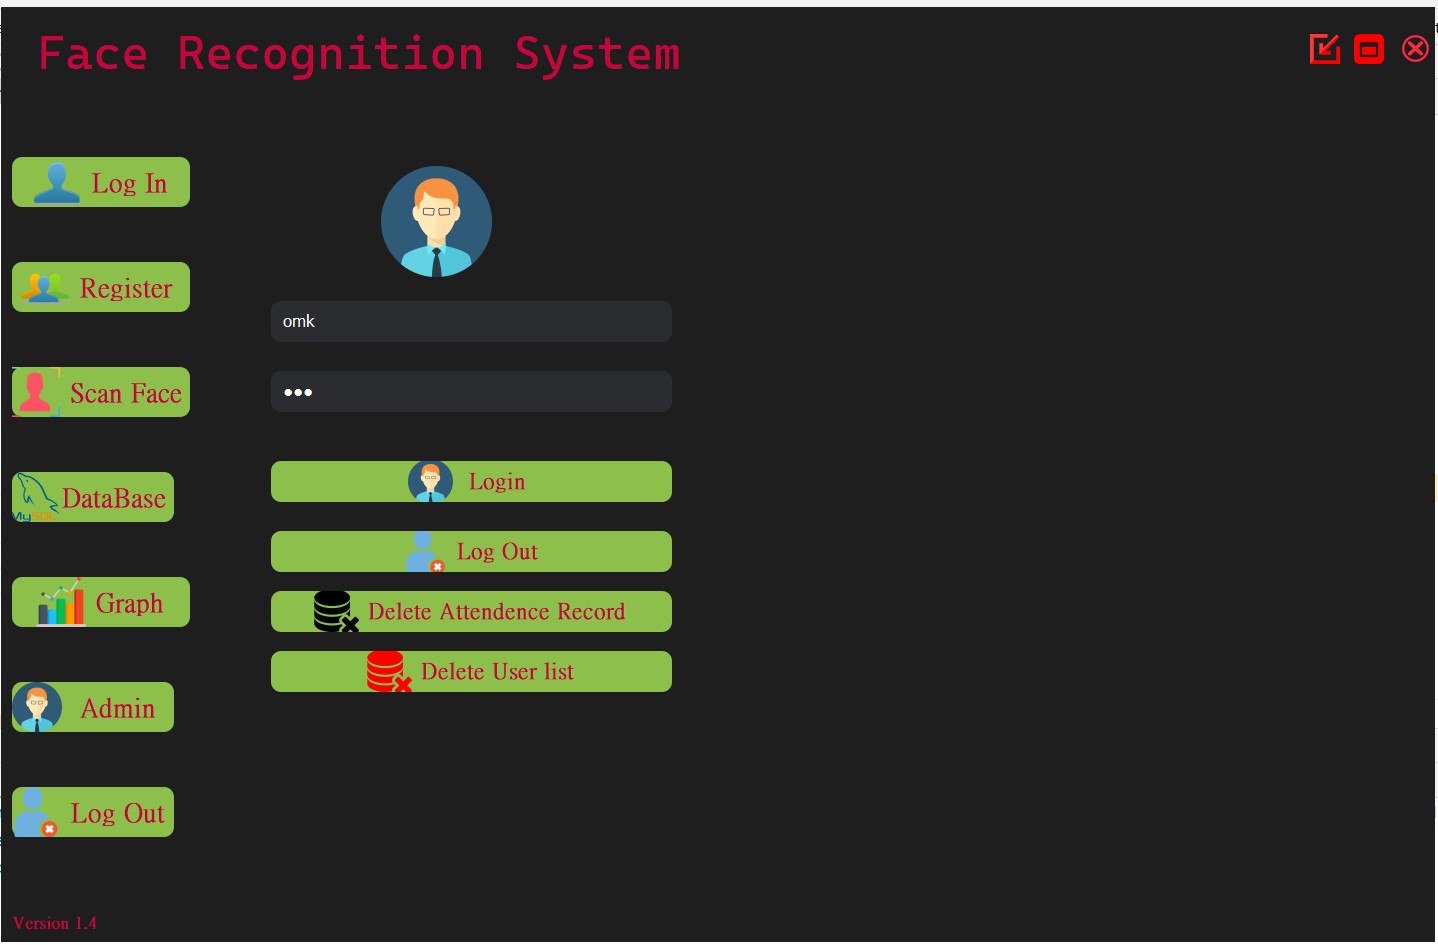 Face Recognition System
Log In
Register
Scan Face
MySQL
DataBase
Graph
Admin
Log Out
omk
•••
Login
Log Out
Delete Attendence Record
Delete User list
Version 1.4